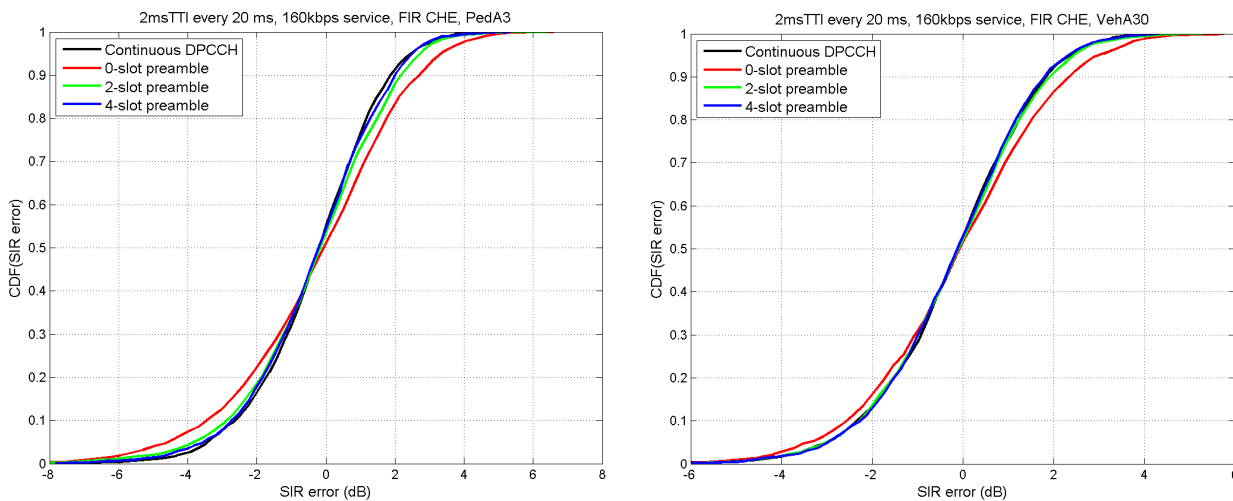 2msTTI every 20 ms, 160kbps service, FIR CHE, PedA3
Continuous DPCCH
0-slot preamble
2-slot preamble
4-slot preamble
CDF(SIR error)
1
0.9
0.8
0.7
0.6
0.5
0.4
0.3
0.2
0.1
0
-8
-6
-4
-2
0
2
4
6
8
SIR error (dB)
2msTTI every 20 ms, 160kbps service, FIR CHE, VehA30
Continuous DPCCH
0-slot preamble
2-slot preamble
4-slot preamble
CDF(SIR error)
1
0.9
0.8
0.7
0.6
0.5
0.4
0.3
0.2
0.1
0
-6
-4
-2
0
2
4
SIR error (dB)